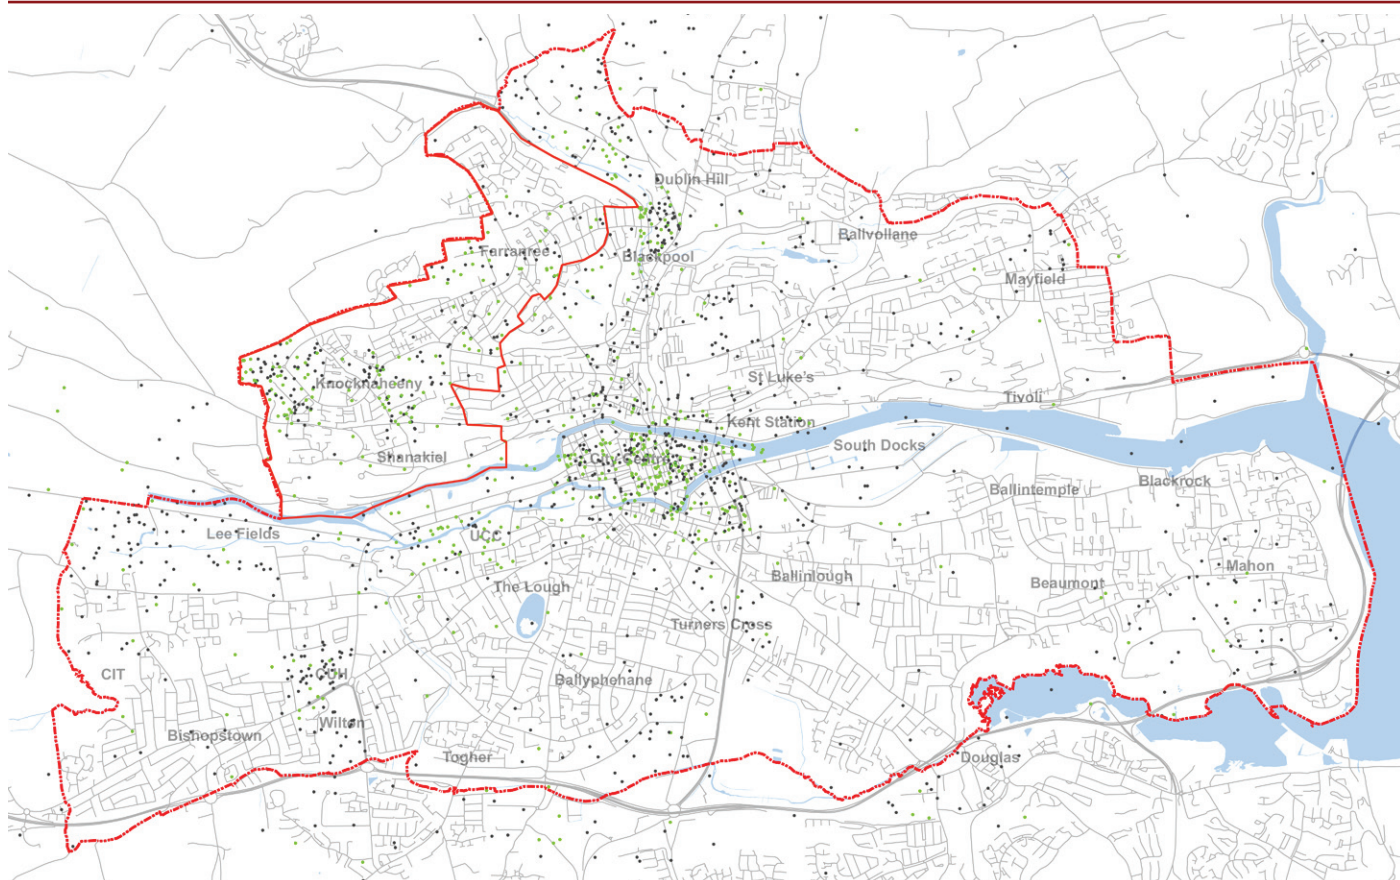 Dublin Hill
Ballvollane
Farranree
Blackpool
Mayfield
Knocknaheeny
St Luke's
Tivoli
Kent Station
South Docks
Shanakiel
City Centre
Blackrock
Ballintemple
Lee Fields
UCC
Mahon
Ballinlough
Beaumont
The Lough
Turners Cross
CIT
CUH
Ballyphehane
Wilton
Bishopstown
Togher
Douglas